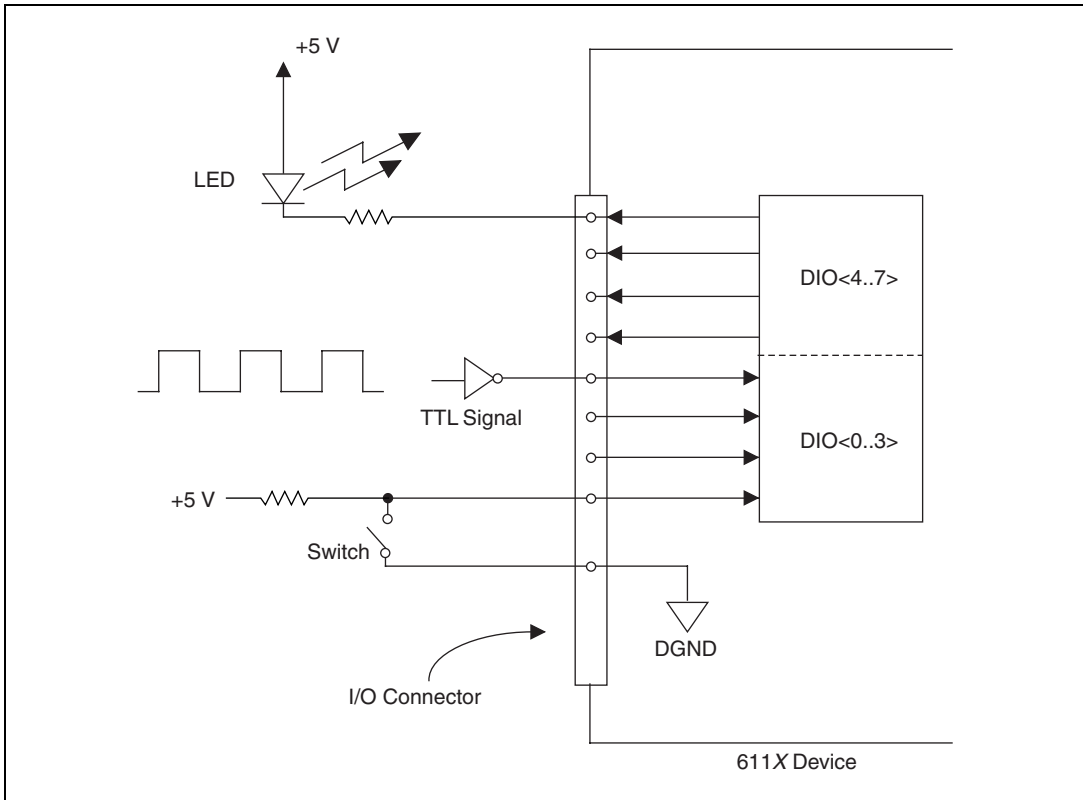 +5 V
LED
DIO<4..7>
TTL Signal
DIO<0..3>
+5 V
Switch
DGND
I/O Connector
611X Device